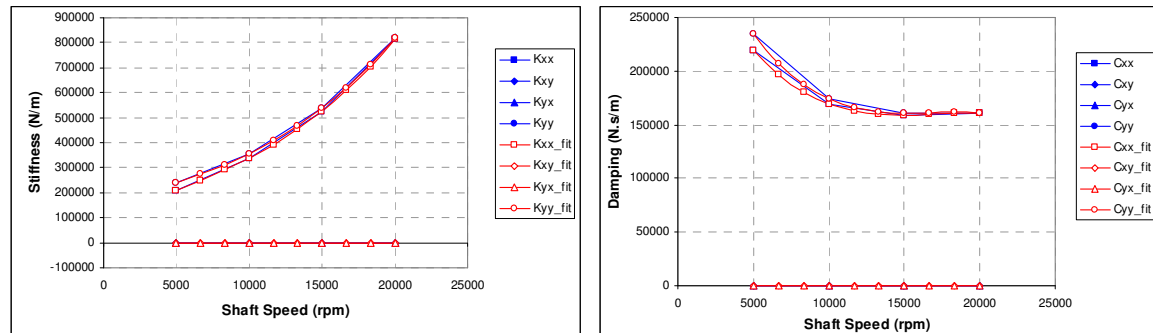 900000
800000
700000
600000
500000
400000
300000
200000
100000
0
-100000
Stiffness (N/m)
0 5000 10000 15000 20000 25000
Shaft Speed (rpm)
Kxx
Kxy
Kyx
Kyy
Kxx_fit
Kxy_fit
Kyx_fit
Kyy_fit
250000
200000
150000
100000
50000
0
Damping (N.s/m)
0 5000 10000 15000 20000 25000
Shaft Speed (rpm)
Cxx
Cxy
Cyx
Cyy
Cxx_fit
Cxy_fit
Cyx_fit
Cyy_fit